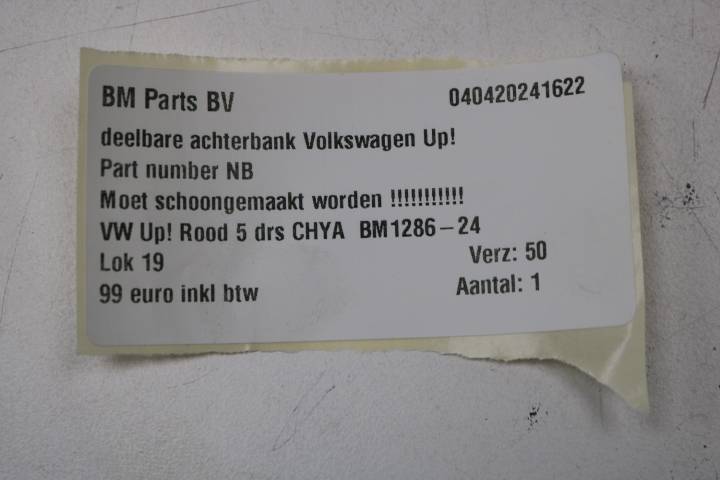 BM Parts BV 040420241622
deelbare achterbank Volkswagen Up!
Part number NB
Moet schoongemaakt worden !!!!!!!!!!!
VW Up! Rood 5 drs CHYA BM1286-24
Lok 19 Verz: 50
99 euro inkl btw Aantal: 1